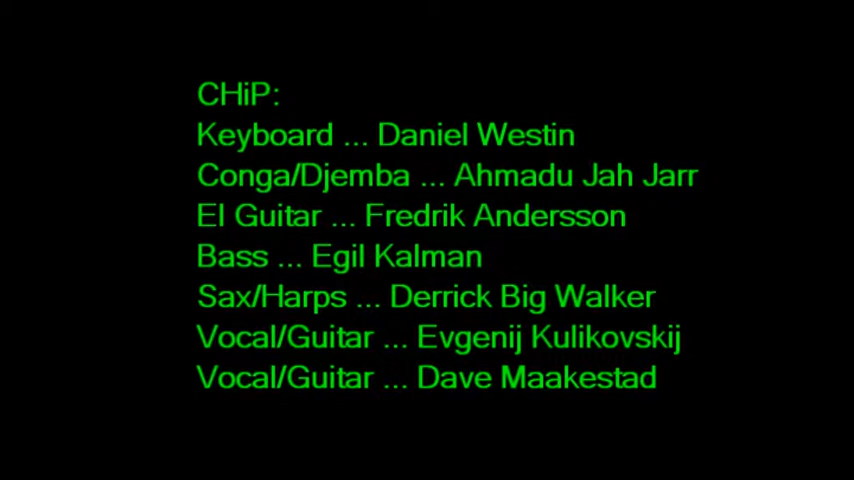 CHiP:
Keyboard ... Daniel Westin
Conga/Djemba ... Ahmadu Jah Jarr
El Guitar ... Fredrik Andersson
Bass ... Egil Kalman
Sax/Harps ... Derrick Big Walker
Vocal/Guitar ... Evgenij Kulikovskij
Vocal/Guitar ... Dave Maakestad